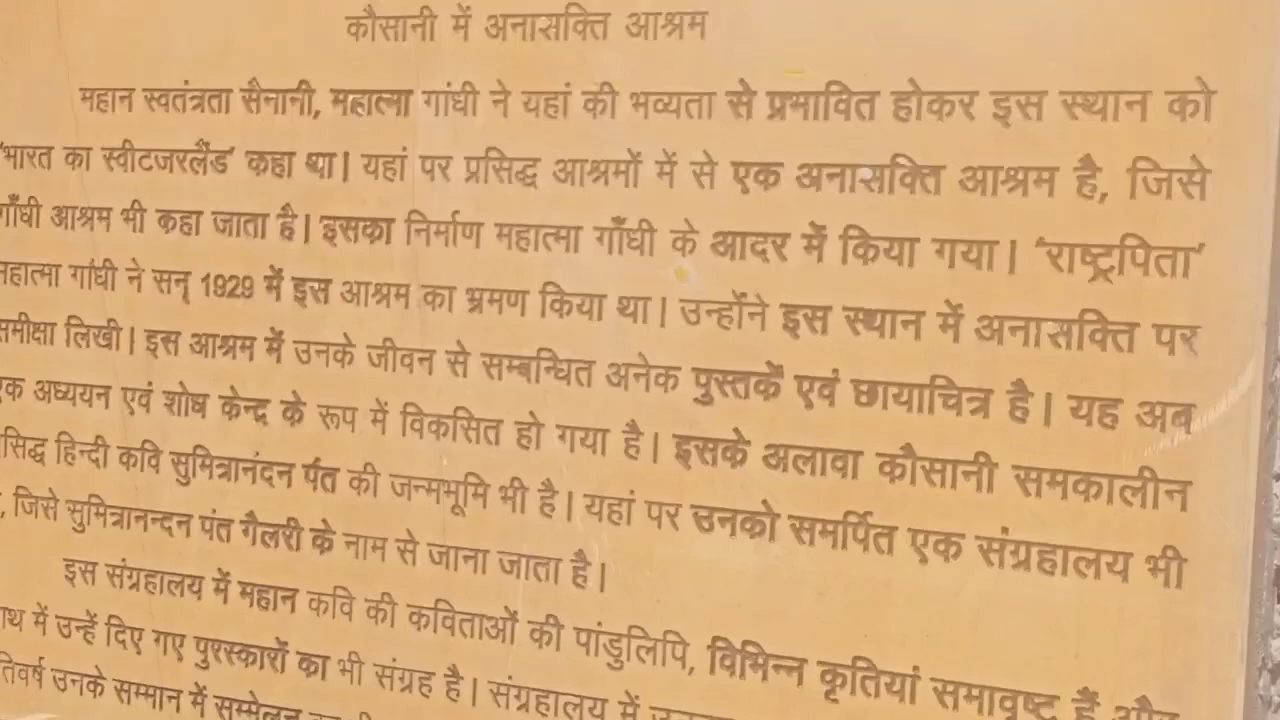 कौसानी में अनासक्ति आश्रम
महान स्वतंत्रता सैनानी, महात्मा गांधी ने यहां की भव्यता से प्रभावित होकर इस स्थान को
'भारत का स्वीटजरलैंड' कहा था। यहां पर प्रसिद्ध आश्रमों में से एक अनासक्ति आश्रम है, जिसे
गाँधी आश्रम भी कहा जाता है। इसका निर्माण महात्मा गाँधी के आदर में किया गया। 'राष्ट्रपिता'
महात्मा गांधी ने सन् 1929 में इस आश्रम का भ्रमण किया था। उन्होंने इस स्थान में अनासक्ति पर
समीक्षा लिखी। इस आश्रम में उनके जीवन से सम्बन्धित अनेक पुस्तकें एवं छायाचित्र है। यह अब
एक अध्ययन एवं शोध केन्द्र के रूप में विकसित हो गया है। इसके अलावा कौसानी समकालीन
सिद्ध हिन्दी कवि सुमित्रानंदन पंत की जन्मभूमि भी है। यहां पर उनको समर्पित एक संग्रहालय भी
, जिसे सुमित्रानन्दन पंत गैलरी के नाम से जाना जाता है।
इस संग्रहालय में महान कवि की कविताओं की पांडुलिपि, विभिन्न कृतियां समावृष्ट हैं और
में उन्हें दिए गए पुरस्कारों का भी संग्रह है। संग्रहालय में
उनके सम्मान में सम्मेलन